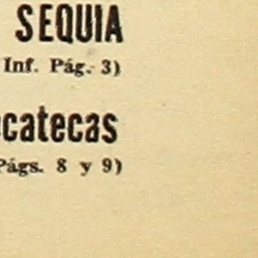 SEQUIA
Inf. Pág. 3)
catecas
Págs. 8 y 9)